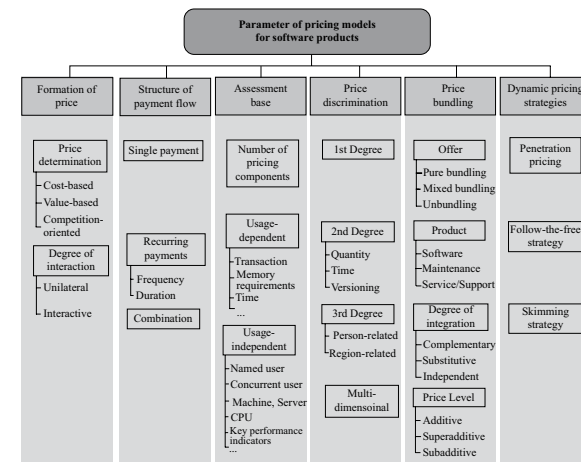 Parameter of pricing models
for software products
Formation of
price
Price
determination
Cost-based
Value-based
Competition-
oriented
Degree of
interaction
Unilateral
Interactive
Structure of
payment flow
Single payment
Recurring
payments
Frequency
Duration
Combination
Assessment
base
Number of
pricing
components
Usage-
dependent
Transaction
Memory
requirements
Time
...
Usage-
independent
Named user
Concurrent user
Machine, Server
CPU
Key performance
indicators
...
Price
discrimination
1st Degree
2nd Degree
Quantity
Time
Versioning
3rd Degree
Person-related
Region-related
Multi-
dimensoinal
Price
bundling
Offer
Pure bundling
Mixed bundling
Unbundling
Product
Software
Maintenance
Service/Support
Degree of
integration
Complementary
Substitutive
Independent
Price Level
Additive
Superadditive
Subadditive
Dynamic pricing
strategies
Penetration
pricing
Follow-the-free
strategy
Skimming
strategy